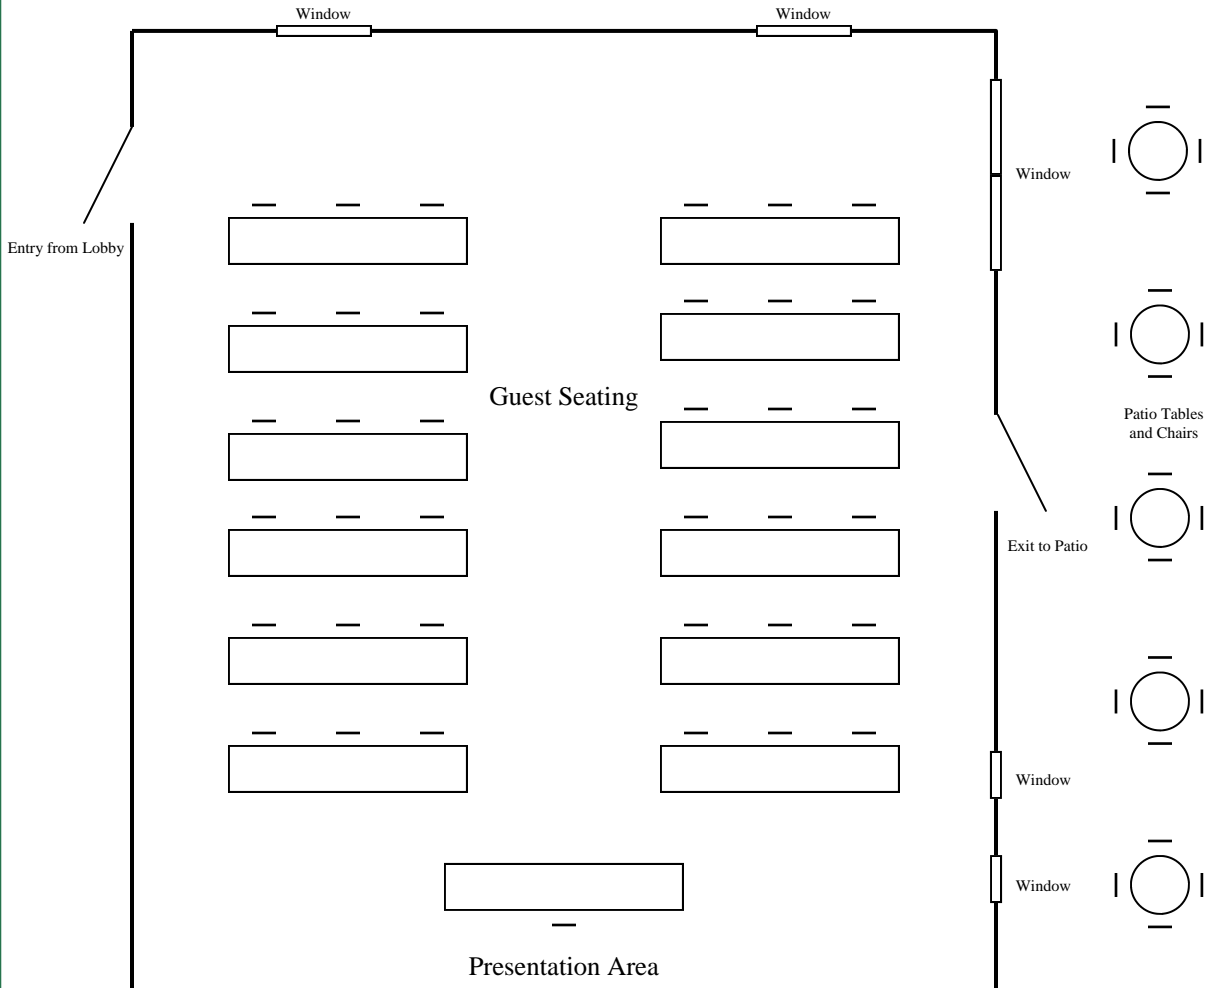 Window
Window
Window
Entry from Lobby
Guest Seating
Patio Tables
and Chairs
Exit to Patio
Window
Window
Presentation Area